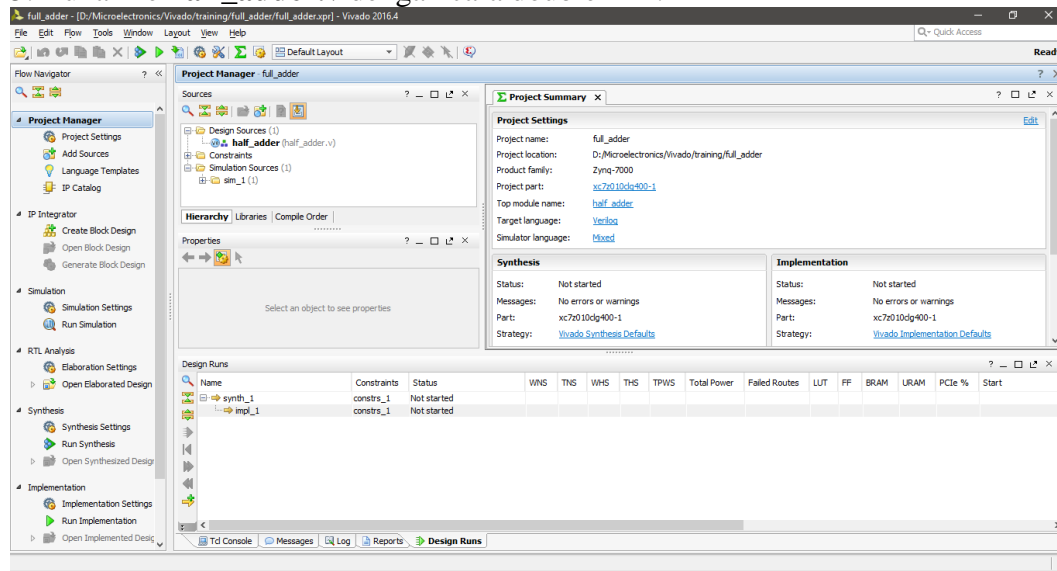 full_adder - [D:/Microelectronics/Vivado/training/full_adder/full_adder.xpr] - Vivado 2016.4
File Edit Flow Tools Window Layout View Help
Quick Access
Default Layout
Ready
Flow Navigator
Project Manager - full_adder
Project Manager
Project Settings
Add Sources
Language Templates
IP Catalog
IP Integrator
Create Block Design
Open Block Design
Generate Block Design
Simulation
Simulation Settings
Run Simulation
RTL Analysis
Elaboration Settings
Open Elaborated Design
Synthesis
Synthesis Settings
Run Synthesis
Open Synthesized Design
Implementation
Implementation Settings
Run Implementation
Open Implemented Desig
Sources
Design Sources (1)
half_adder (half_adder.v)
Constraints
Simulation Sources (1)
sim_1 (1)
Hierarchy Libraries Compile Order
Properties
Select an object to see properties
Project Summary
Project Settings Edit
Project name: full_adder
Project location: D:/Microelectronics/Vivado/training/full_adder
Product family: Zynq-7000
Project part: xc7z010clg400-1
Top module name: half_adder
Target language: Verilog
Simulator language: Mixed
Synthesis
Status: Not started
Messages: No errors or warnings
Part: xc7z010clg400-1
Strategy: Vivado Synthesis Defaults
Implementation
Status: Not started
Messages: No errors or warnings
Part: xc7z010clg400-1
Strategy: Vivado Implementation Defaults
Design Runs
Name Constraints Status WNS TNS WHS THS TPWS Total Power Failed Routes LUT FF BRAM URAM PCIe % Start
synth_1 constrs_1 Not started
impl_1 constrs_1 Not started
Tcl Console Messages Log Reports Design Runs